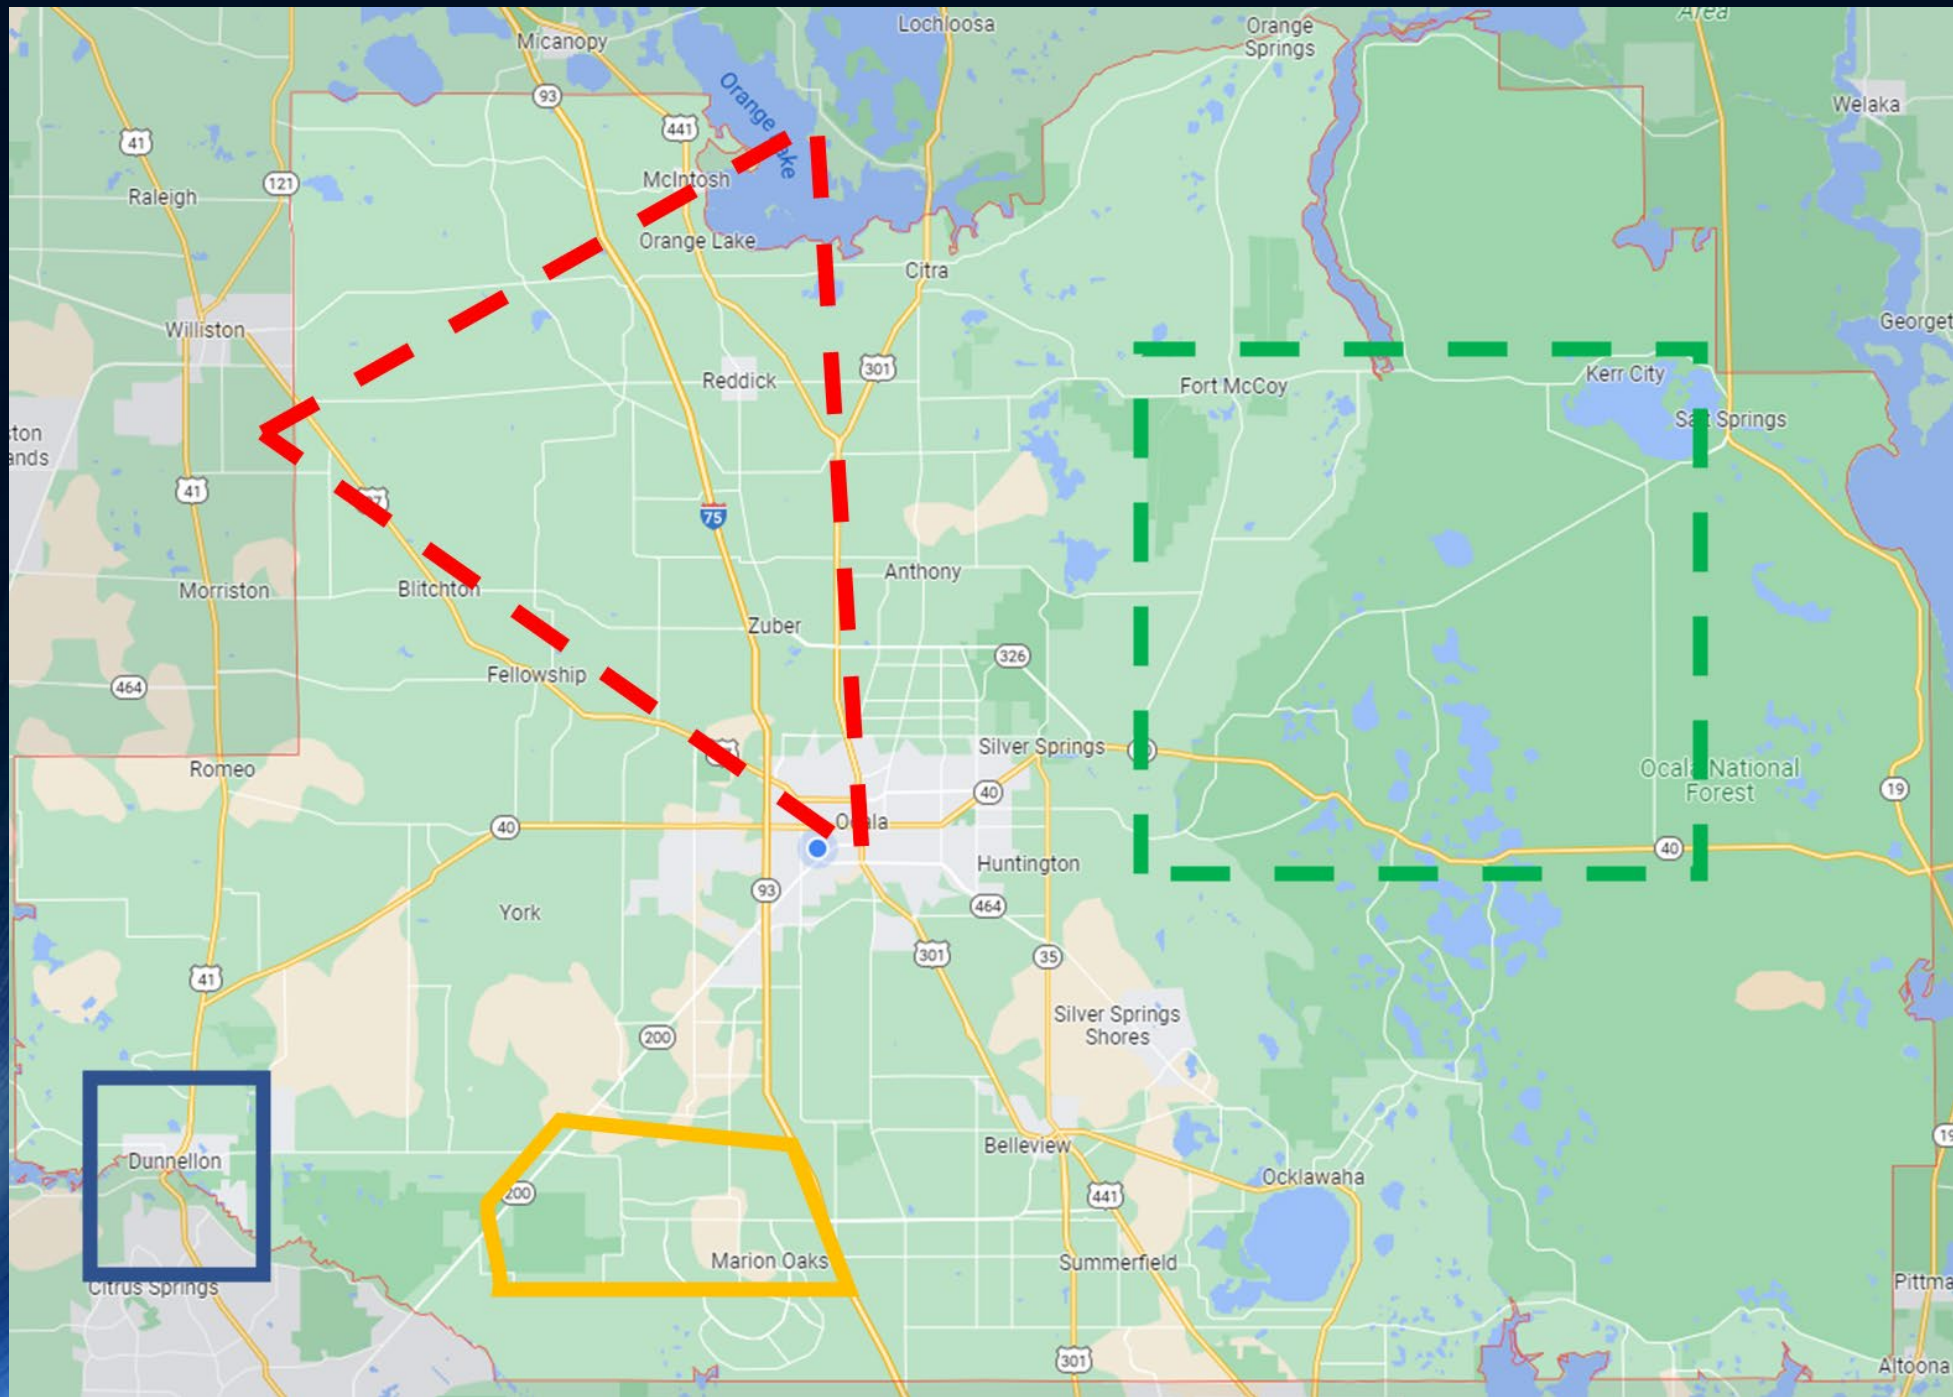 Area
Lochloosa
Orange
Springs
Micanopy
93
Orange
Welaka
41
441
McIntosh
121
Raleigh
Orange Lake
Citra
Williston
Georget
301
Reddick
Kerr City
Fort McCoy
Springs
41
75
Anthony
Morriston
Blitchton
Zuber
326
Fellowship
464
Silver Springs
Romeo
Ocala National
Forest
40
19
40
Ocala
40
40
Huntington
93
York
464
301
35
41
Silver Springs
Shores
200
19
Belleview
Dunnellon
Ocklawaha
200
441
Marion Oaks
Summerfield
Citrus Springs
Pittma
301
Altoona